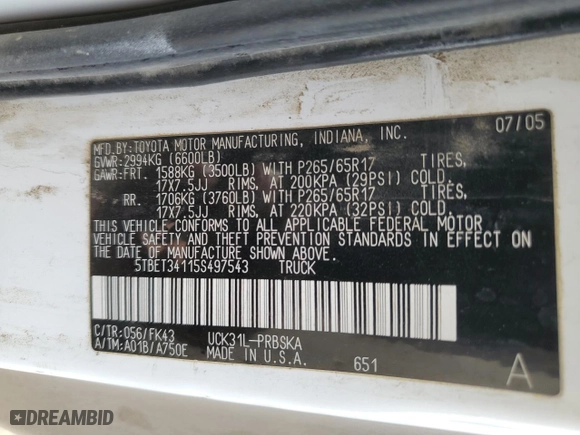 MFD.BY:TOYOTA MOTOR MANUFACTURING, INDIANA, INC. 07/05
GVWR:2994KG (6600LB)
GAWR:FRT. 1588KG (3500LB) WITH P265/65R17 TIRES,
17X7.5JJ RIMS, AT 200KPA (29PSI) COLD.
RR. 1706KG (3760LB) WITH P265/65R17 TIRES,
17X7.5JJ RIMS, AT 220KPA (32PSI) COLD.
THIS VEHICLE CONFORMS TO ALL APPLICABLE FEDERAL MOTOR
VEHICLE SAFETY AND THEFT PREVENTION STANDARDS IN EFFECT ON
THE DATE OF MANUFACTURE SHOWN ABOVE.
5TBET34115S497543 TRUCK
C/TR:056/FK43 UCK31L-PRBSKA
A/TM:A01B/A750E MADE IN U.S.A. 651 A
DREAMBID